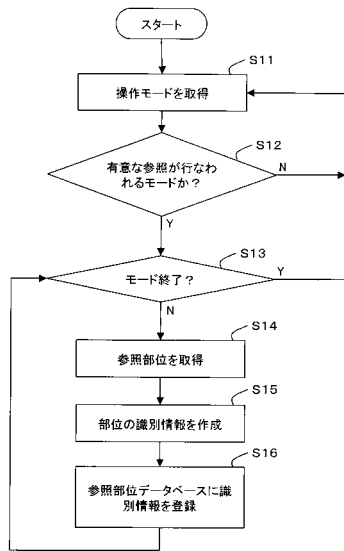 スタート
S11
操作モードを取得
S12
有意な参照が行なわ
れるモードか?
N
Y
S13
モード終了?
Y
N
S14
参照部位を取得
S15
部位の識別情報を作成
S16
参照部位データベースに識
別情報を登録